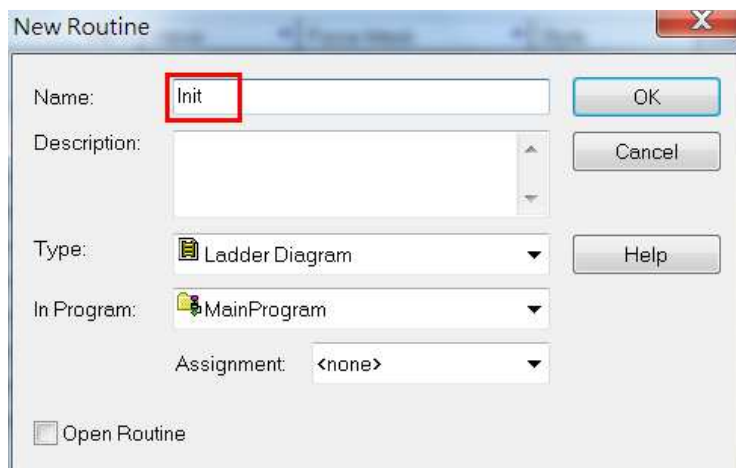 New Routine
Name: Init OK
Description: Cancel
Type: Ladder Diagram Help
In Program: MainProgram
Assignment: <none>
Open Routine